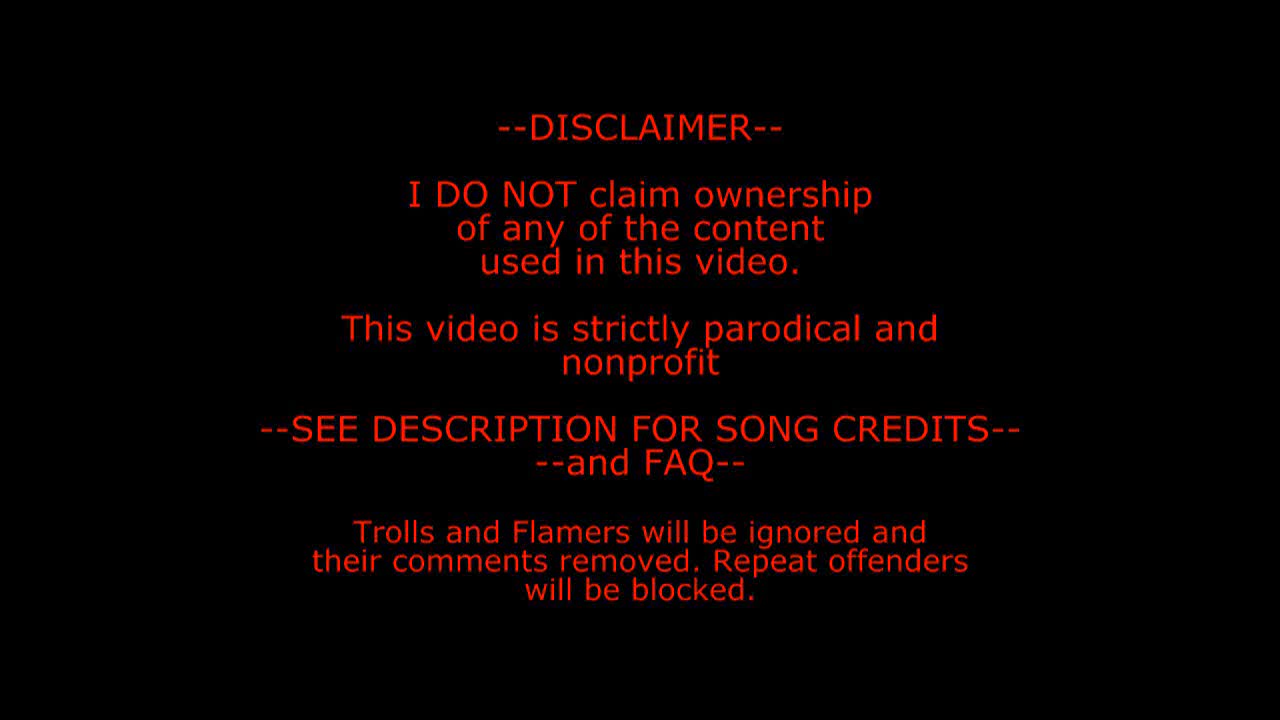 --DISCLAIMER--
I DO NOT claim ownership
of any of the content
used in this video.
This video is strictly parodical and
nonprofit
--SEE DESCRIPTION FOR SONG CREDITS--
--and FAQ--
Trolls and Flamers will be ignored and
their comments removed. Repeat offenders
will be blocked.